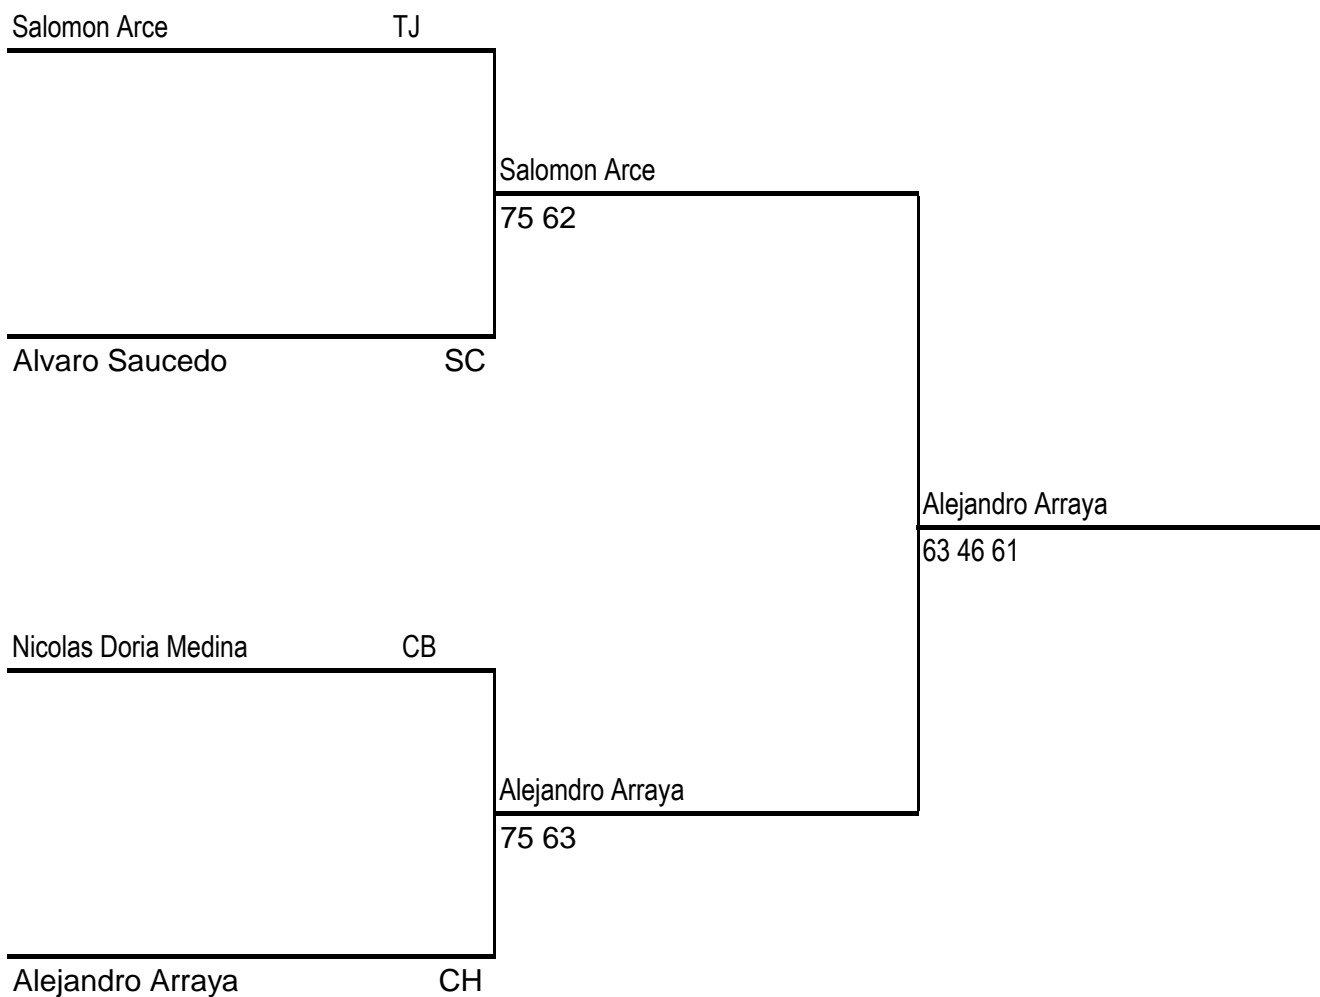 Salomon Arce TJ
Salomon Arce
75 62
Alvaro Saucedo SC
Alejandro Arraya
63 46 61
Nicolas Doria Medina CB
Alejandro Arraya
75 63
Alejandro Arraya CH